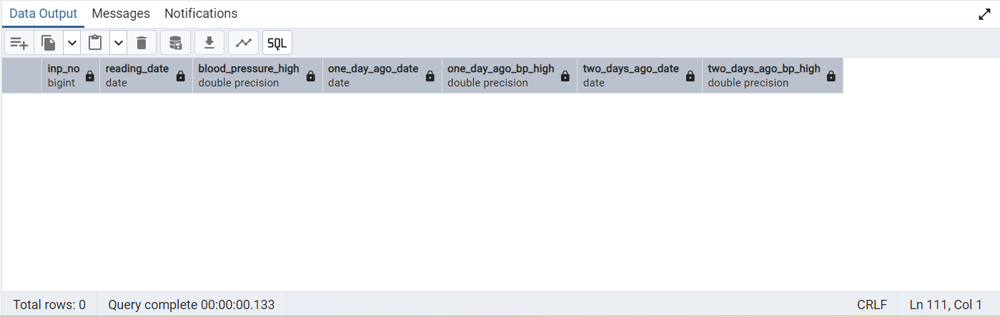 Data Output Messages Notifications
SQL
inp_no reading_date blood_pressure_high one_day_ago_date one_day_ago_bp_high two_days_ago_date two_days_ago_bp_high
bigint date double precision date double precision date double precision
Total rows: 0 Query complete 00:00:00.133 CRLF Ln 111, Col 1